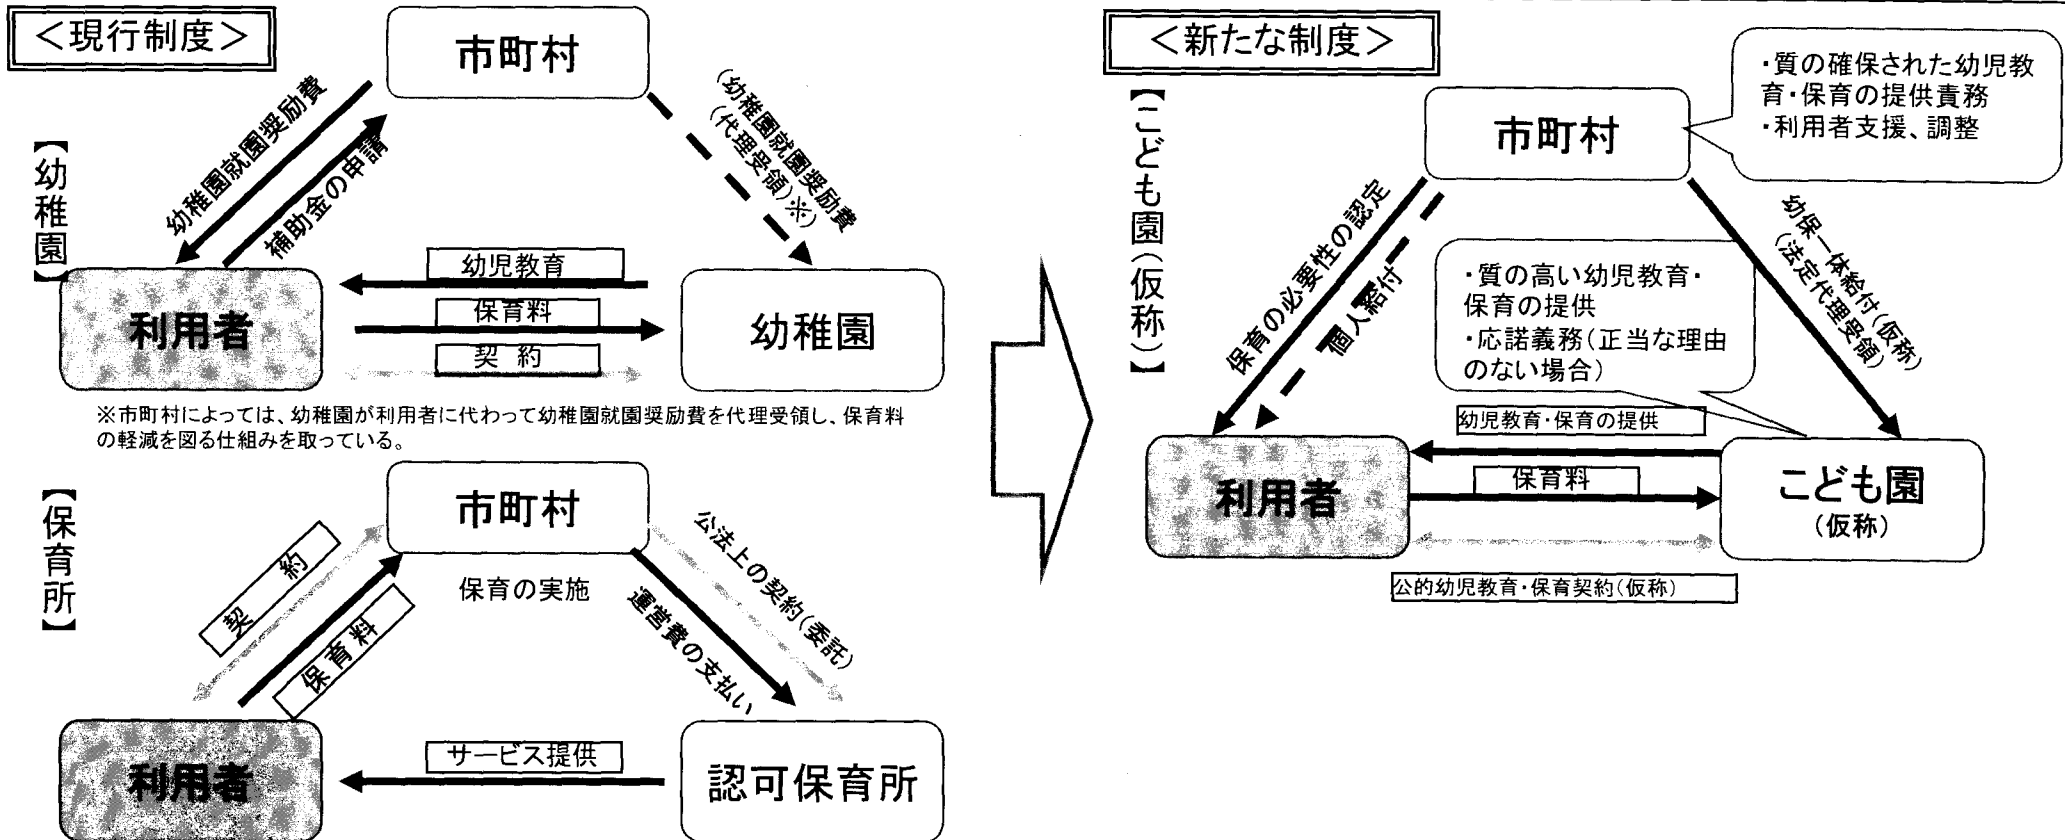 ＜現行制度＞
【幼稚園】
市町村
幼稚園就園奨励費
補助金の申請
(幼稚園就園奨励費
(代理受領)※)
幼児教育
保育料
契 約
利用者
幼稚園
※市町村によっては、幼稚園が利用者に代わって幼稚園就園奨励費を代理受領し、保育料
の軽減を図る仕組みを取っている。
【保育所】
市町村
保育の実施
契 約
保育料
公法上の契約(委託)
運営費の支払い
サービス提供
利用者
認可保育所
＜新たな制度＞
【こども園(仮称)】
市町村
・質の確保された幼児教
育・保育の提供責務
・利用者支援、調整
保育の必要性の認定
個人給付
幼保一体給付(仮称)
(法定代理受領)
・質の高い幼児教育・
保育の提供
・応諾義務(正当な理由
のない場合)
幼児教育・保育の提供
保育料
利用者
こども園
(仮称)
公的幼児教育・保育契約(仮称)